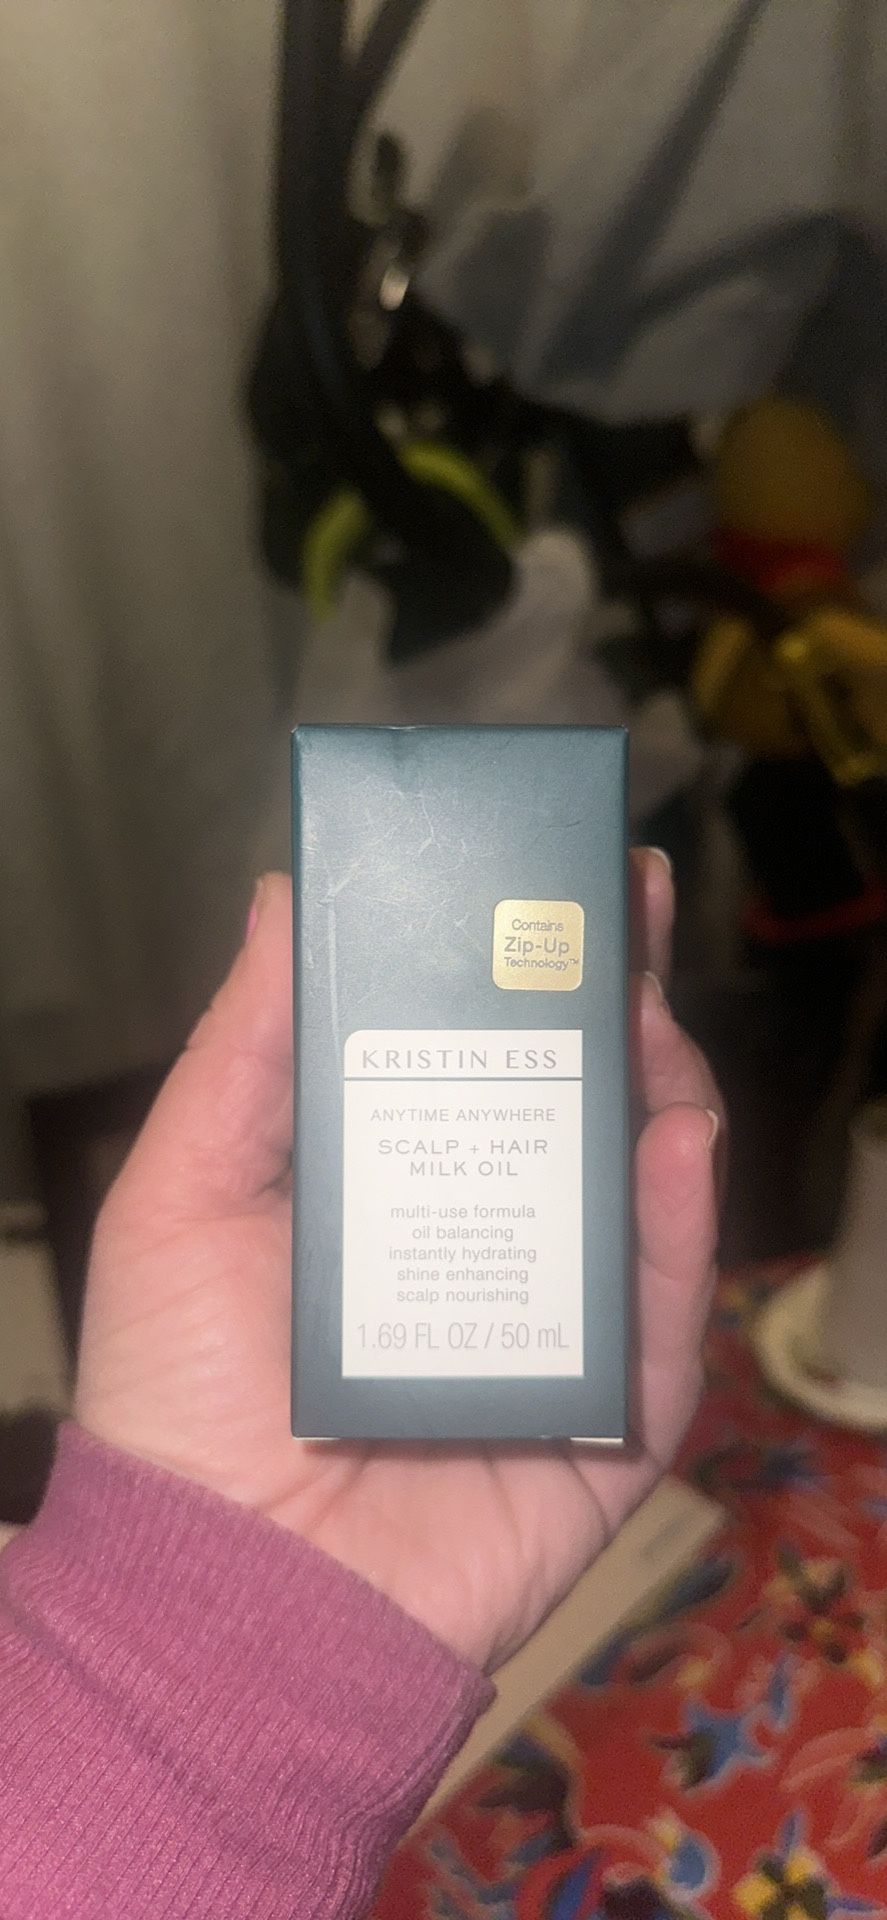 Contains
Zip-Up
Technology™
KRISTIN ESS
ANYTIME ANYWHERE
SCALP + HAIR
MILK OIL
multi-use formula
oil balancing
instantly hydrating
shine enhancing
scalp nourishing
1.69 FL OZ / 50 mL